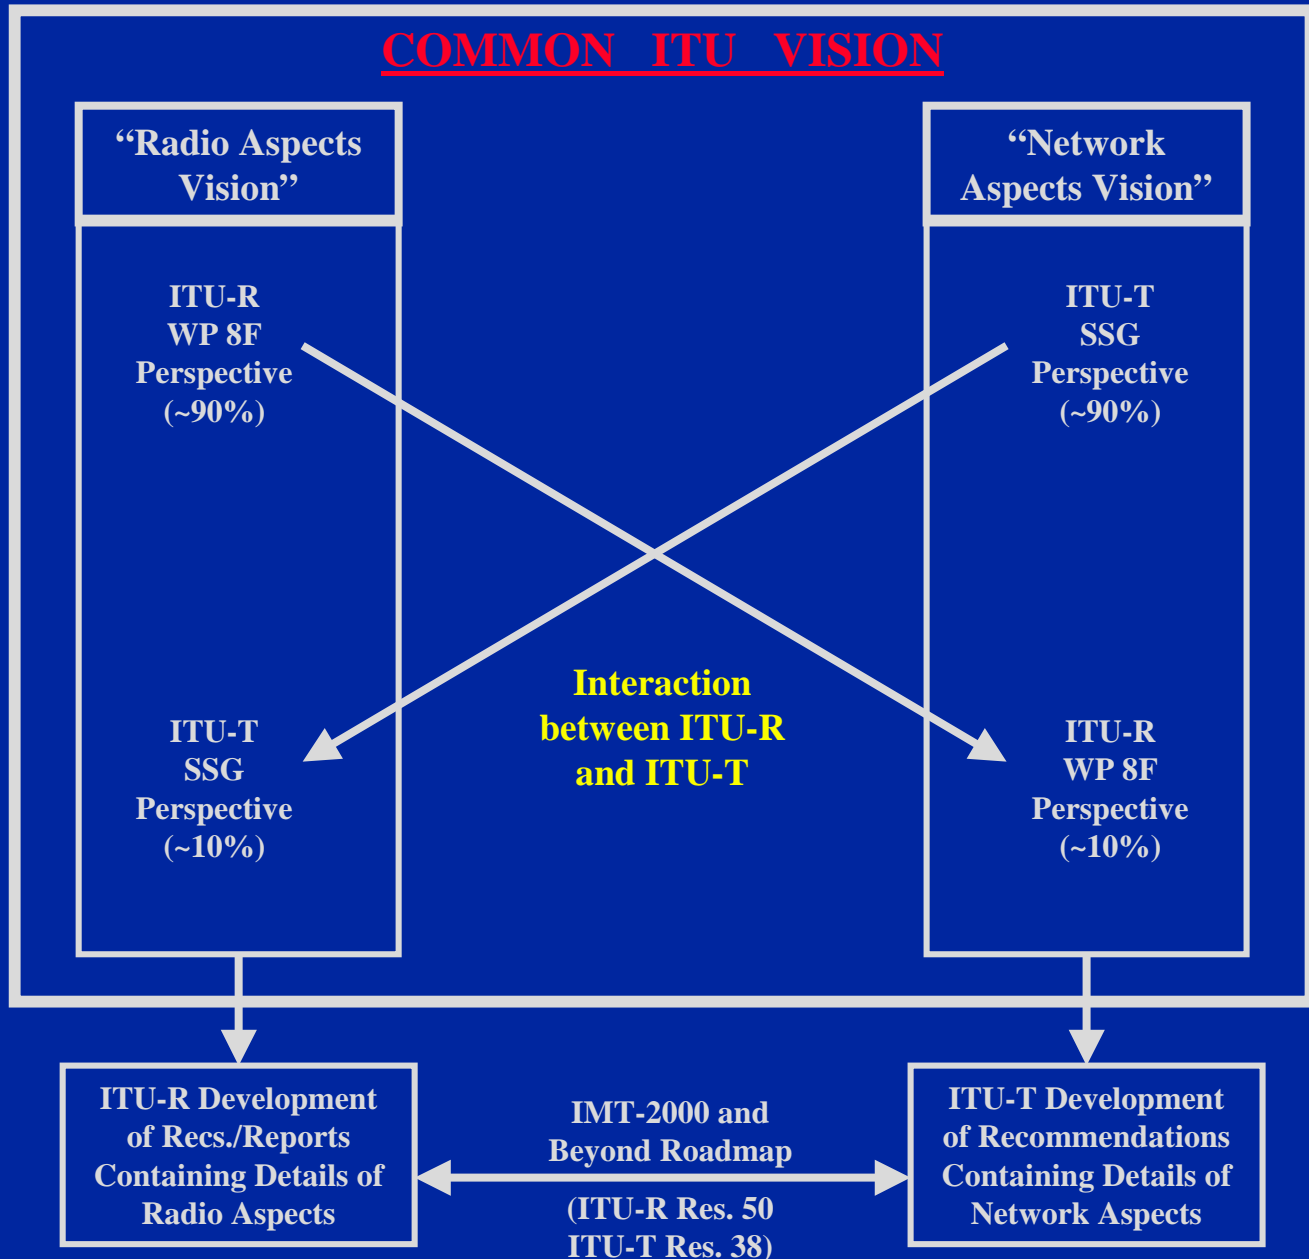 COMMON ITU VISION
“Radio Aspects
Vision”
“Network
Aspects Vision”
ITU-R
WP 8F
Perspective
(~90%)
ITU-T
SSG
Perspective
(~90%)
ITU-T
SSG
Perspective
(~10%)
Interaction
between ITU-R
and ITU-T
ITU-R
WP 8F
Perspective
(~10%)
ITU-R Development
of Recs./Reports
Containing Details of
Radio Aspects
IMT-2000 and
Beyond Roadmap
(ITU-R Res. 50
ITU-T Res. 38)
ITU-T Development
of Recommendations
Containing Details of
Network Aspects